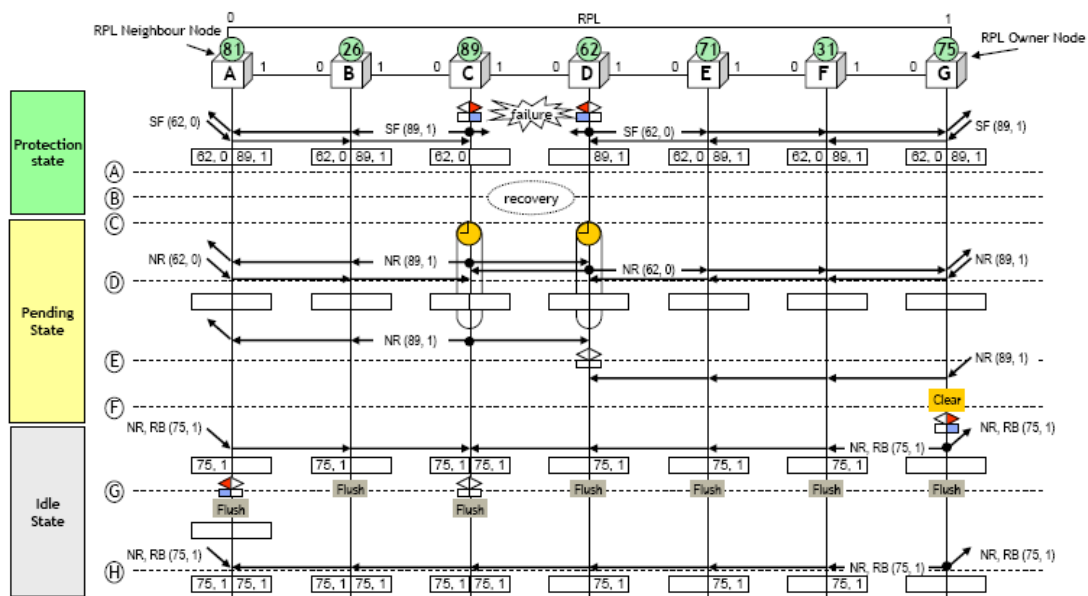 0 RPL 1
RPL Neighbour Node
RPL Owner Node
81 26 89 62 71 31 75
A 1 0 B 1 0 C 1 0 D 1 0 E 1 0 F 1 0 G
failure
SF (62, 0) SF (89, 1) SF (62, 0) SF (89, 1)
Protection
state
62, 0 89, 1 62, 0 89, 1 62, 0 89, 1 62, 0 89, 1 62, 0 89, 1 62, 0 89, 1
A
B
recovery
C
NR (62, 0) NR (89, 1) NR (62, 0) NR (89, 1)
D
Pending
State
NR (89, 1)
E
NR (89, 1)
Clear
F
NR, RB (75, 1) NR, RB (75, 1) NR, RB (75, 1)
75, 1 75, 1 75, 1 75, 1 75, 1 75, 1 75, 1
G
Flush Flush Flush Flush Flush
Flush Flush
Idle
State
NR, RB (75, 1) NR, RB (75, 1) NR, RB (75, 1)
H
75, 1 75, 1 75, 1 75, 1 75, 1 75, 1 75, 1 75, 1 75, 1